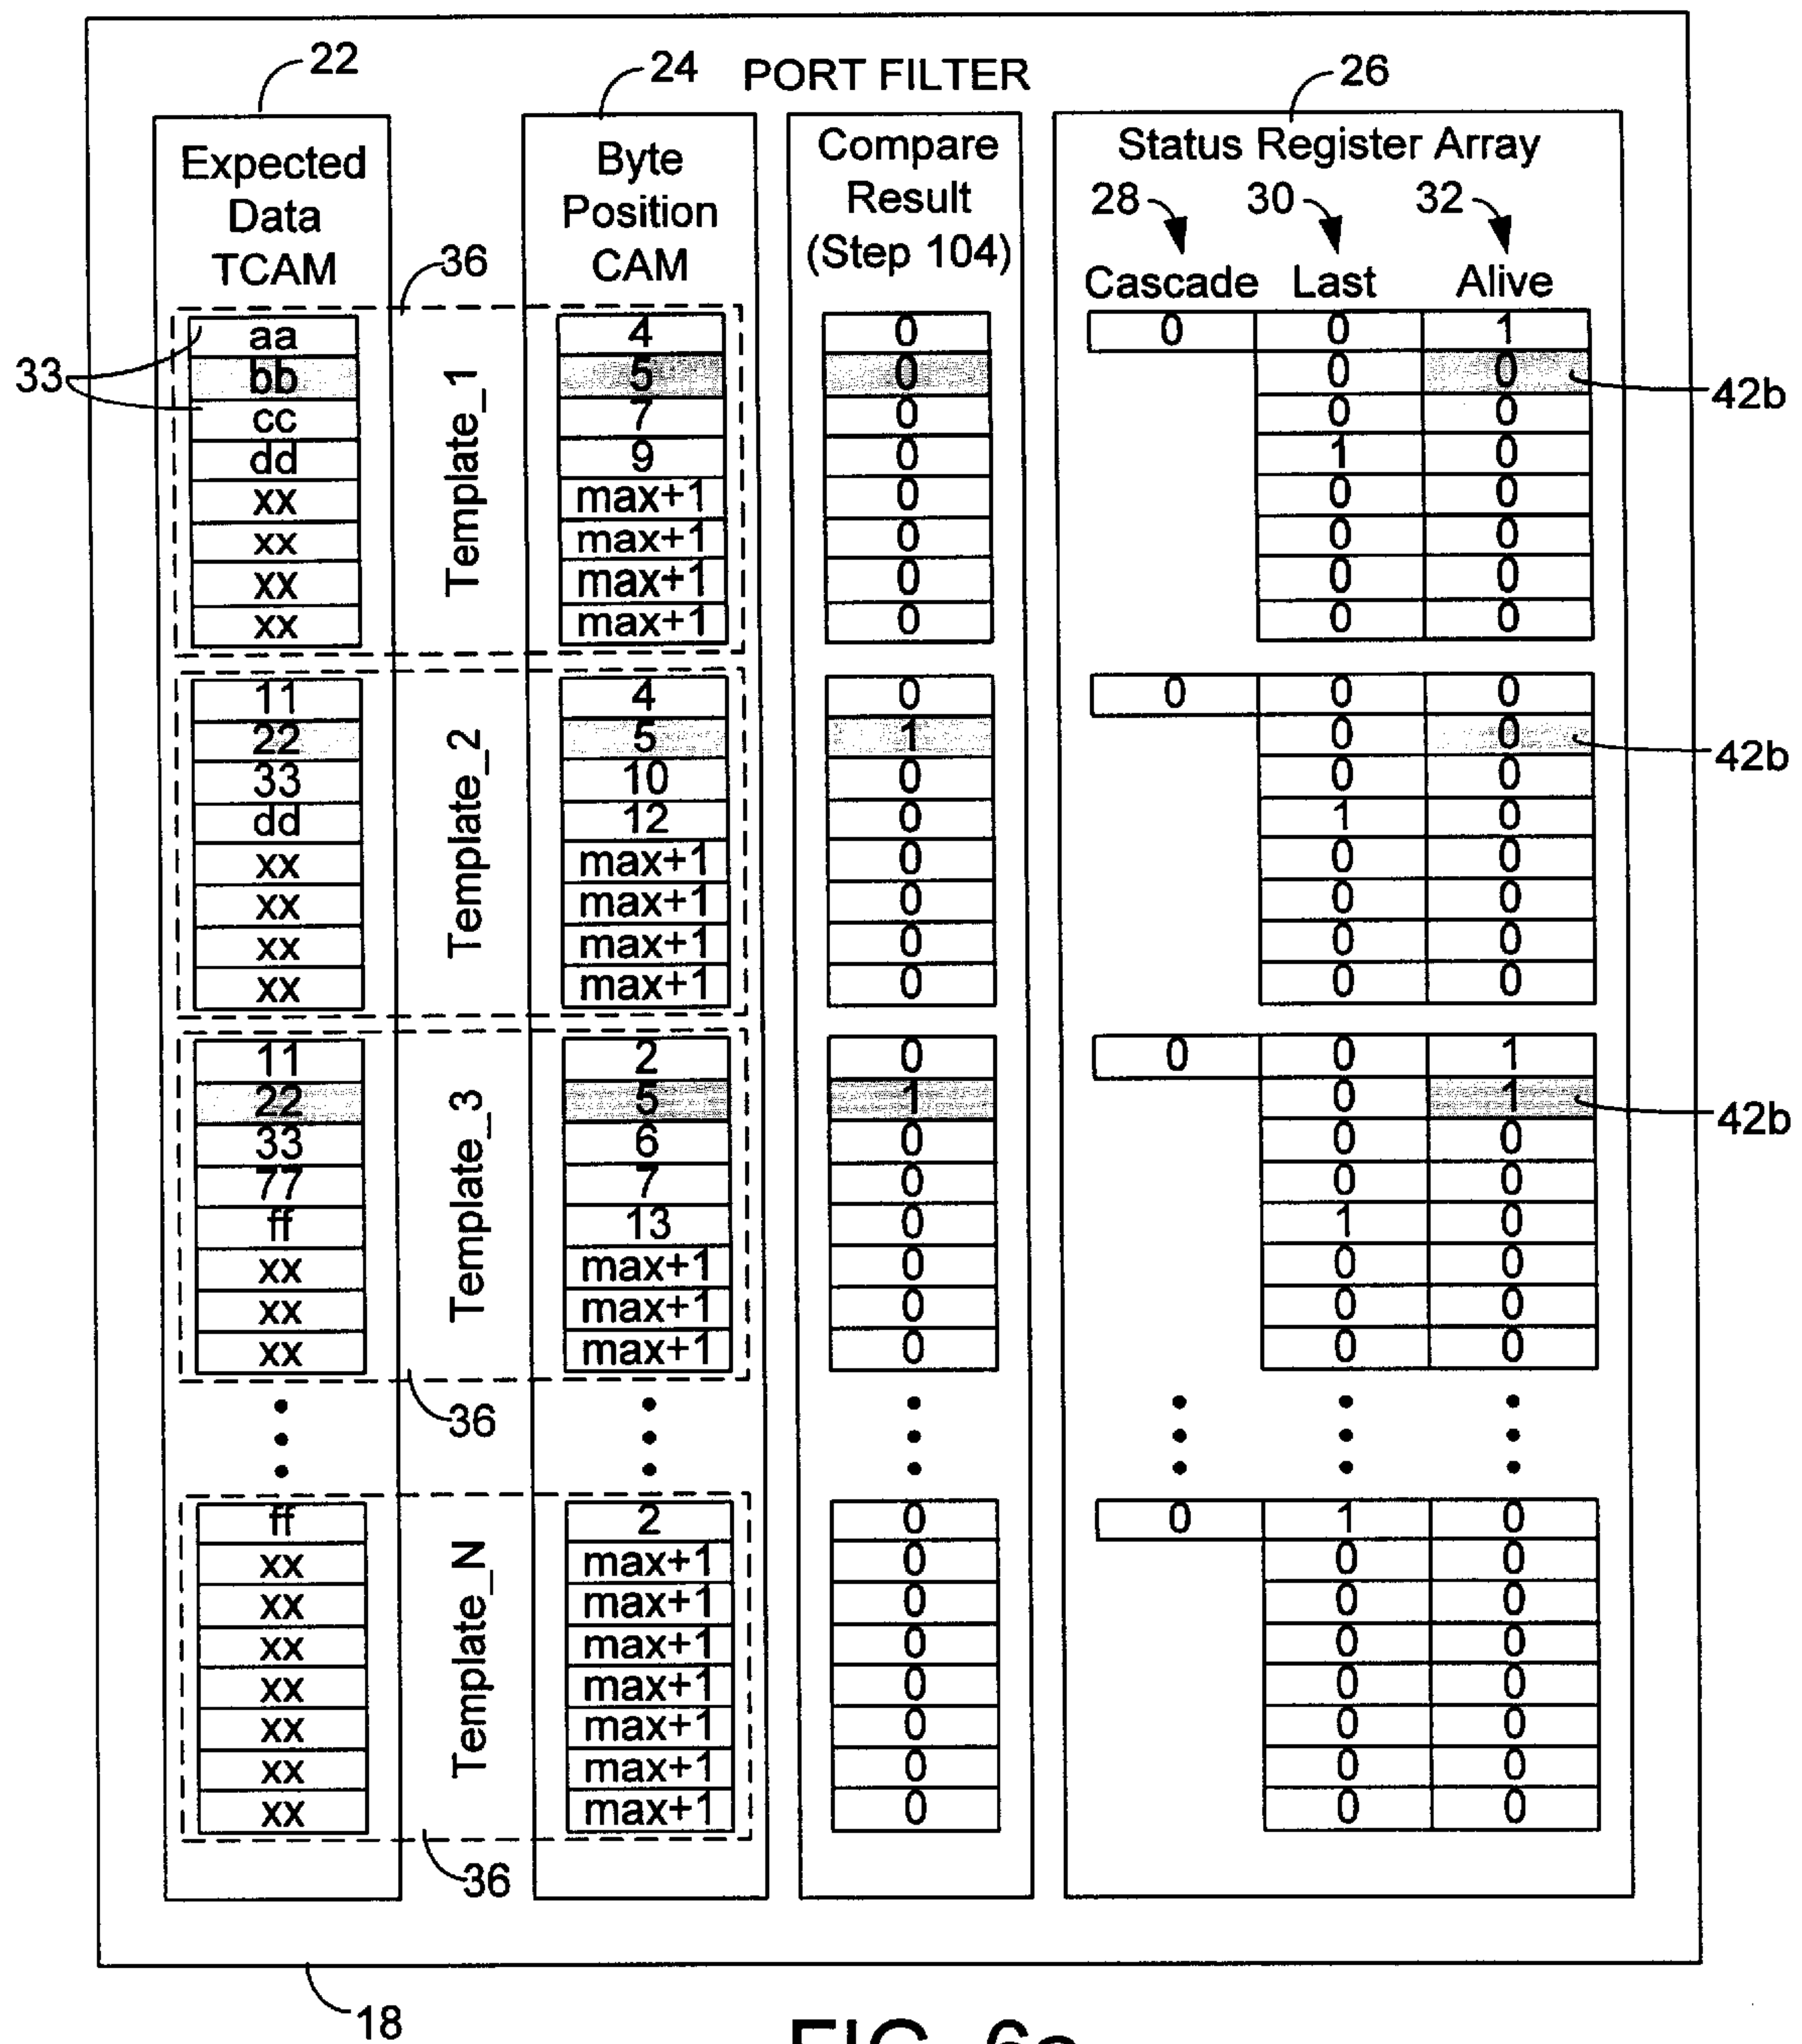 PORT FILTER
22
24
26
Expected
Data
TCAM
Byte
Position
CAM
Compare
Result
(Step 104)
Status Register Array
28
30
32
Cascade Last Alive
36
33
Template_1
aa 4 0 0 0 1
bb 5 0 0 0
42b
cc 7 0 0 0
dd 9 0 1 0
xx max+1 0 0 0
xx max+1 0 0 0
xx max+1 0 0 0
xx max+1 0 0 0
Template_2
11 4 0 0 0 0
22 5 1 0 0
42b
33 10 0 0 0
dd 12 0 1 0
xx max+1 0 0 0
xx max+1 0 0 0
xx max+1 0 0 0
xx max+1 0 0 0
Template_3
11 2 0 0 0 1
22 5 1 0 1
42b
33 6 0 0 0
77 7 0 0 0
ff 13 0 1 0
xx max+1 0 0 0
xx max+1 0 0 0
xx max+1 0 0 0
36
Template_N
ff 2 0 0 1 0
xx max+1 0 0 0
xx max+1 0 0 0
xx max+1 0 0 0
xx max+1 0 0 0
xx max+1 0 0 0
xx max+1 0 0 0
xx max+1 0 0 0
36
18
FIG.